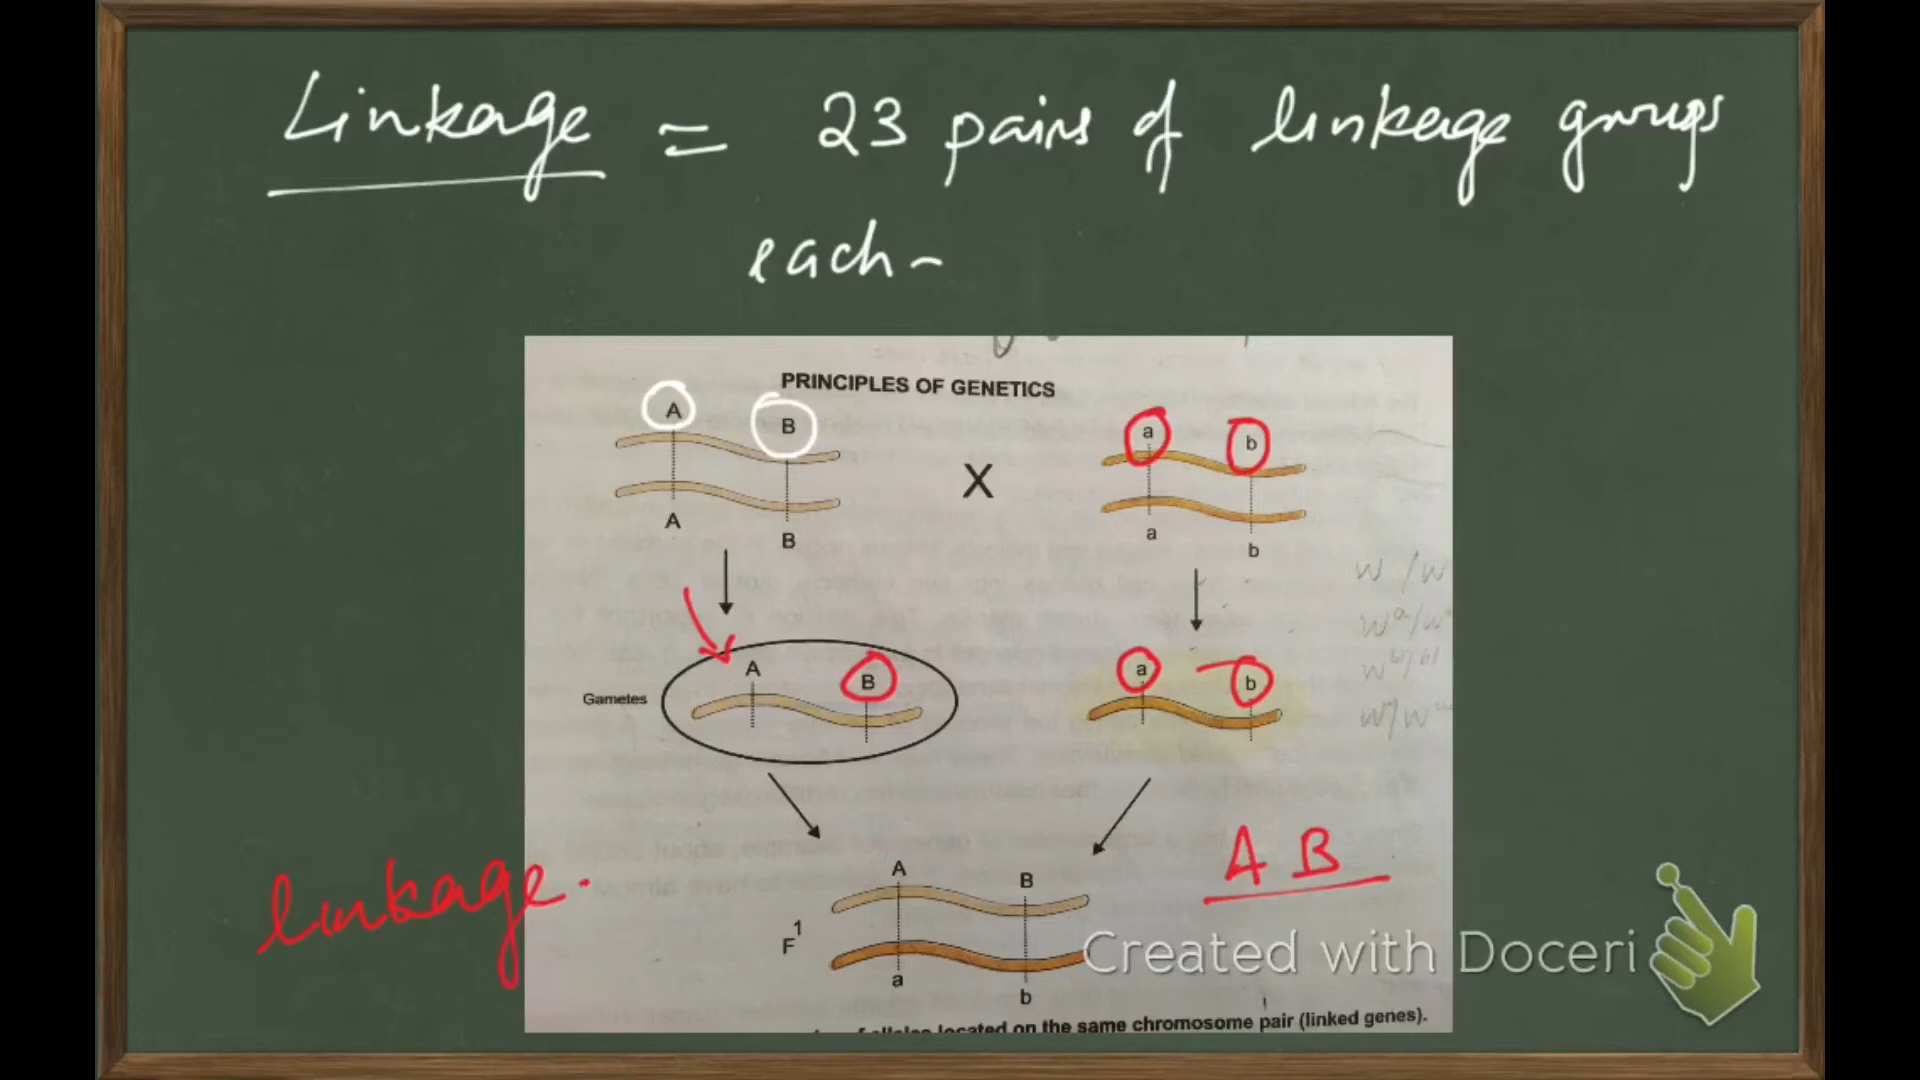 Linkage = 23 pairs of linkage groups
each -
PRINCIPLES OF GENETICS
A B a b
X
A B a b
Gametes A B a b
A B
A B
F1
a b
linkage.
alleles located on the same chromosome pair (linked genes).
w/w
Created with Doceri